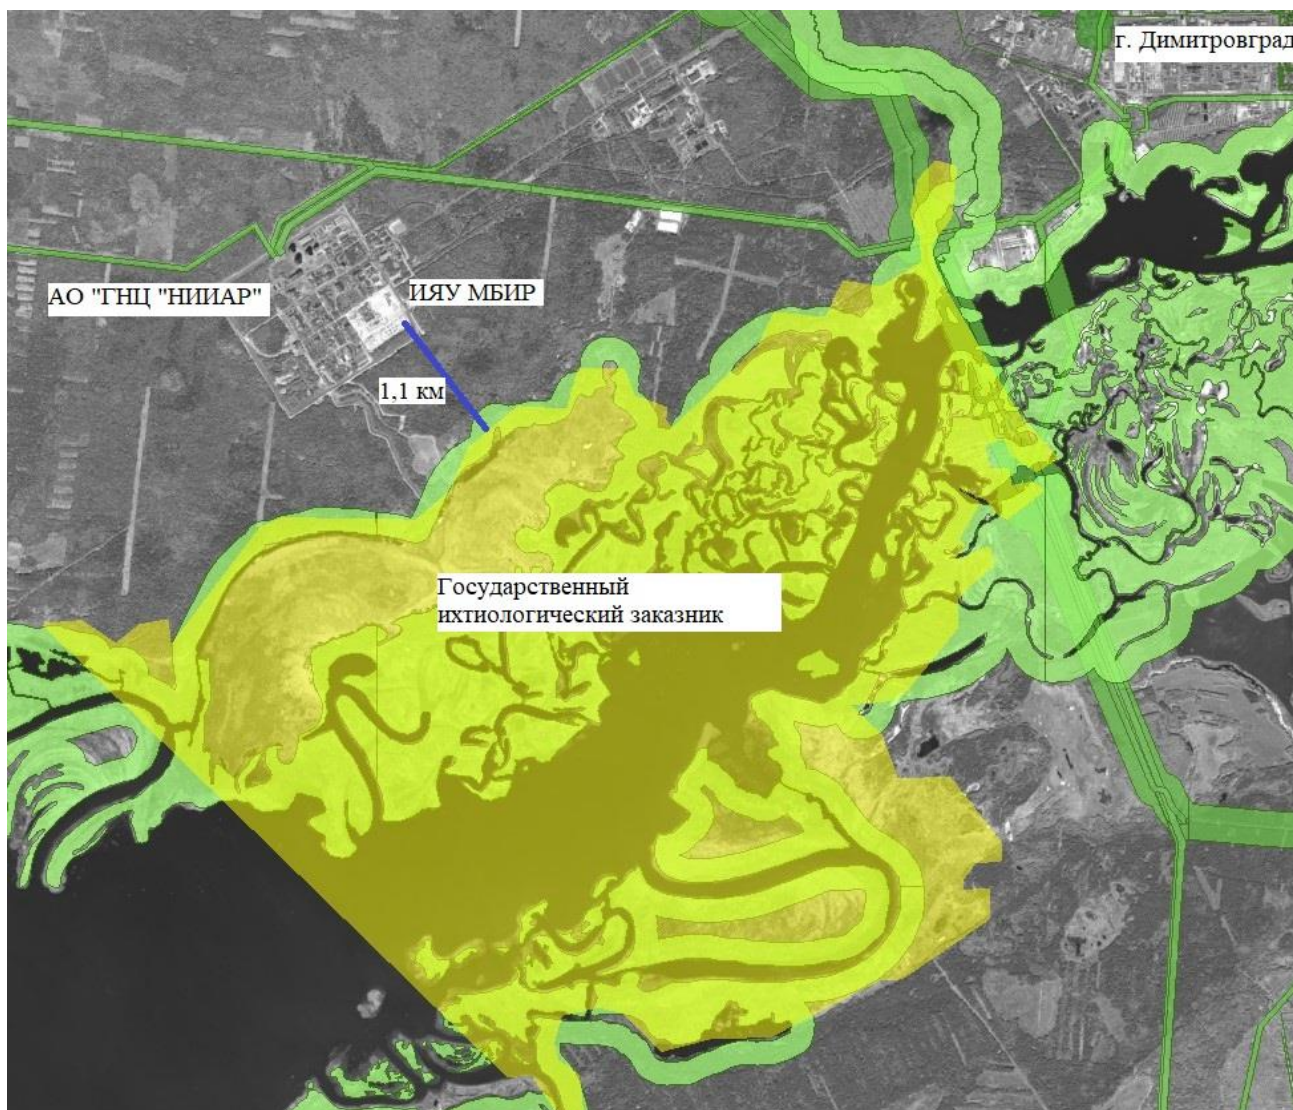 г. Димитровград
АО "ГНЦ "НИИАР"
ИЯУ МБИР
1,1 км
Государственный
ихтиологический заказник